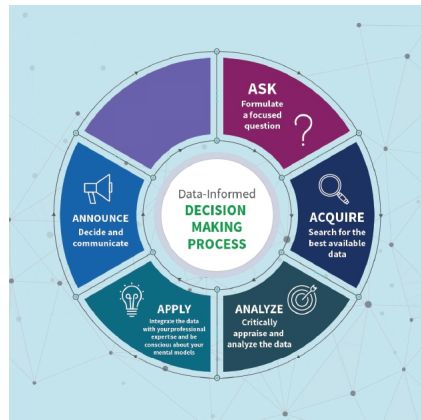 Data-Informed
DECISION
MAKING
PROCESS
ASK
Formulate
a focused
question
ACQUIRE
Search for the
best available
data
ANALYZE
Critically
appraise and
analyze the data
APPLY
Integrate the data
with your professional
expertise and be
conscious about your
mental models
ANNOUNCE
Decide and
communicate